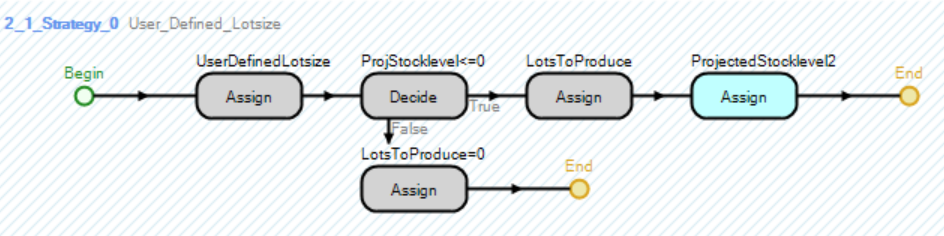 2_1_Strategy_0 User_Defined_Lotsize
UserDefinedLotsize ProjStocklevel<=0 LotsToProduce ProjectedStocklevel2
Begin End
Assign Decide Assign Assign
True
False
LotsToProduce=0
End
Assign